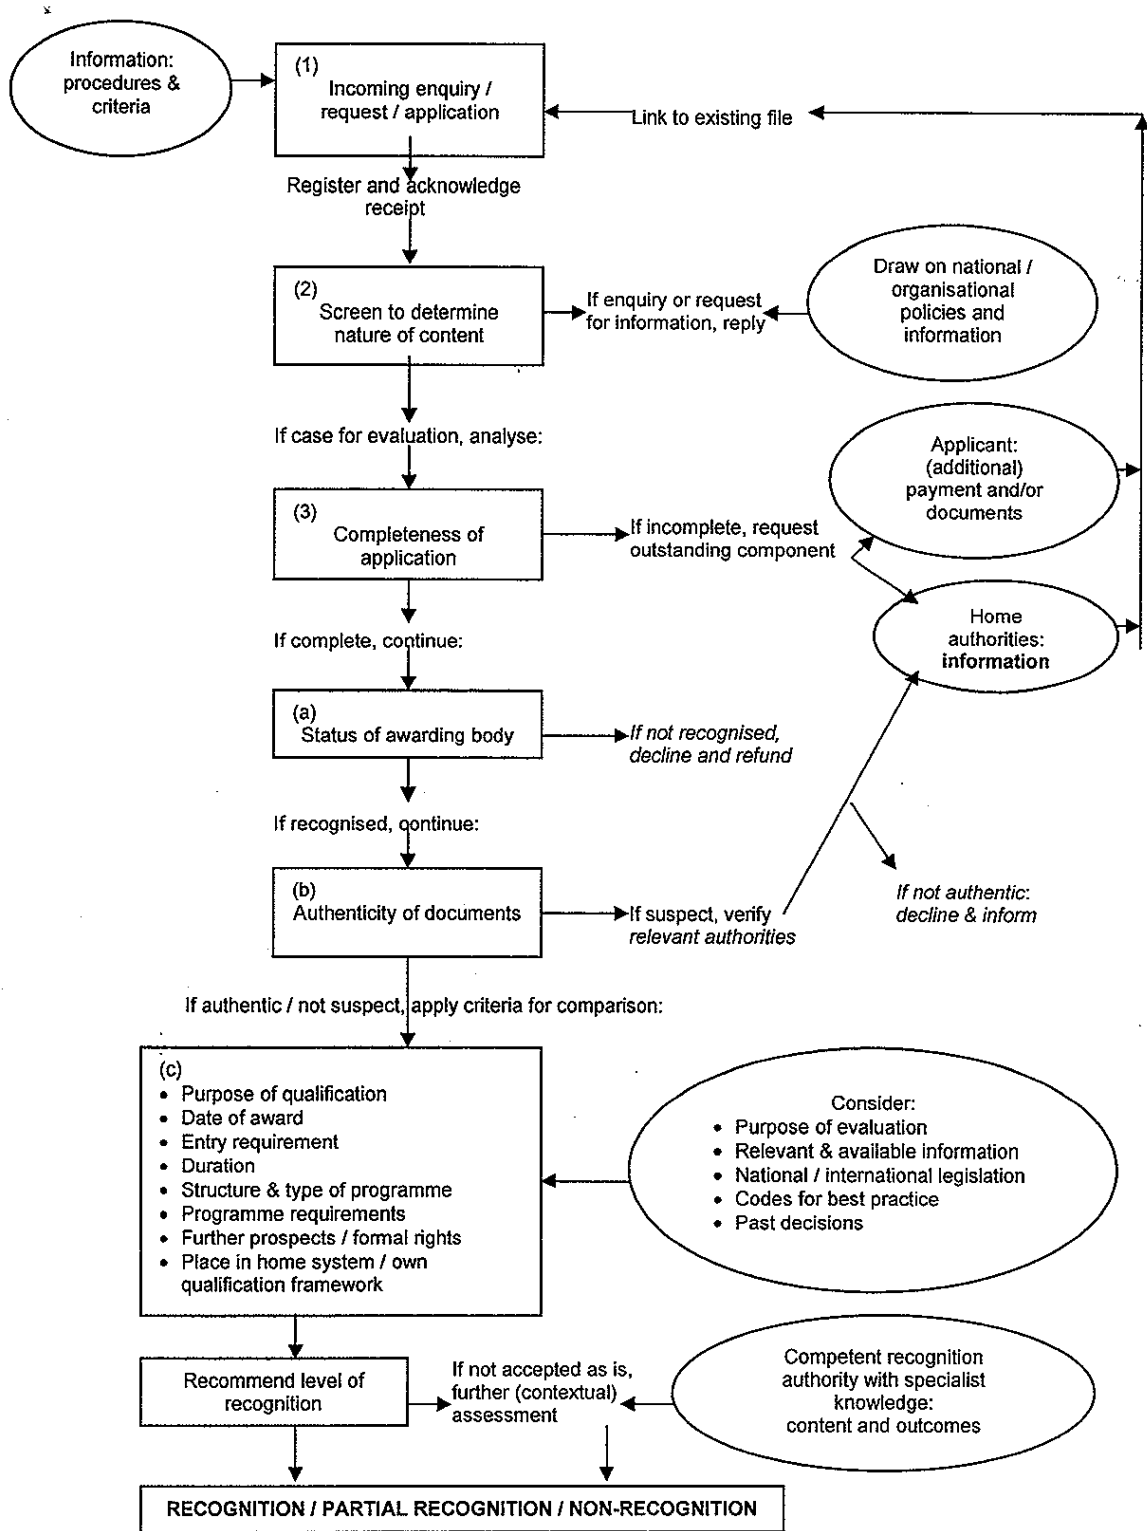 Information:
procedures &
criteria
(1)
Incoming enquiry /
request / application
Link to existing file
Register and acknowledge
receipt
(2)
Screen to determine
nature of content
If enquiry or request
for information, reply
Draw on national /
organisational
policies and
information
If case for evaluation, analyse:
(3)
Completeness of
application
If incomplete, request
outstanding component
Applicant:
(additional)
payment and/or
documents
Home
authorities:
information
If complete, continue:
(a)
Status of awarding body
If not recognised,
decline and refund
If recognised, continue:
(b)
Authenticity of documents
If suspect, verify
relevant authorities
If not authentic:
decline & inform
If authentic / not suspect, apply criteria for comparison:
(c)
• Purpose of qualification
• Date of award
• Entry requirement
• Duration
• Structure & type of programme
• Programme requirements
• Further prospects / formal rights
• Place in home system / own
qualification framework
Consider:
• Purpose of evaluation
• Relevant & available information
• National / international legislation
• Codes for best practice
• Past decisions
Recommend level of
recognition
If not accepted as is,
further (contextual)
assessment
Competent recognition
authority with specialist
knowledge:
content and outcomes
RECOGNITION / PARTIAL RECOGNITION / NON-RECOGNITION